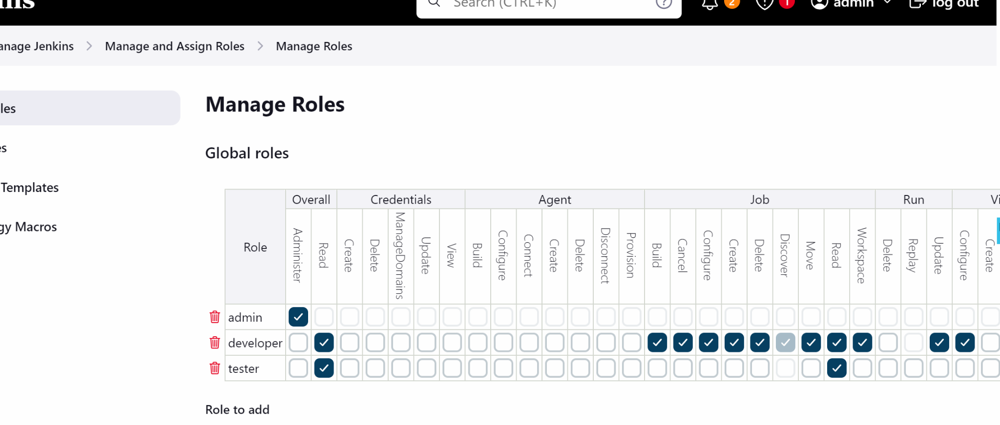 Search (CTRL+K)
2
admin
log out
anage Jenkins
Manage and Assign Roles
Manage Roles
les
es
Templates
gy Macros
Manage Roles
Global roles
Overall Credentials Agent Job Run
Role
Administer
Read
Create
Delete
ManageDomains
Update
View
Build
Configure
Connect
Create
Delete
Disconnect
Provision
Build
Cancel
Configure
Create
Delete
Discover
Move
Read
Workspace
Delete
Replay
Update
Configure
Create
admin
developer
tester
Role to add